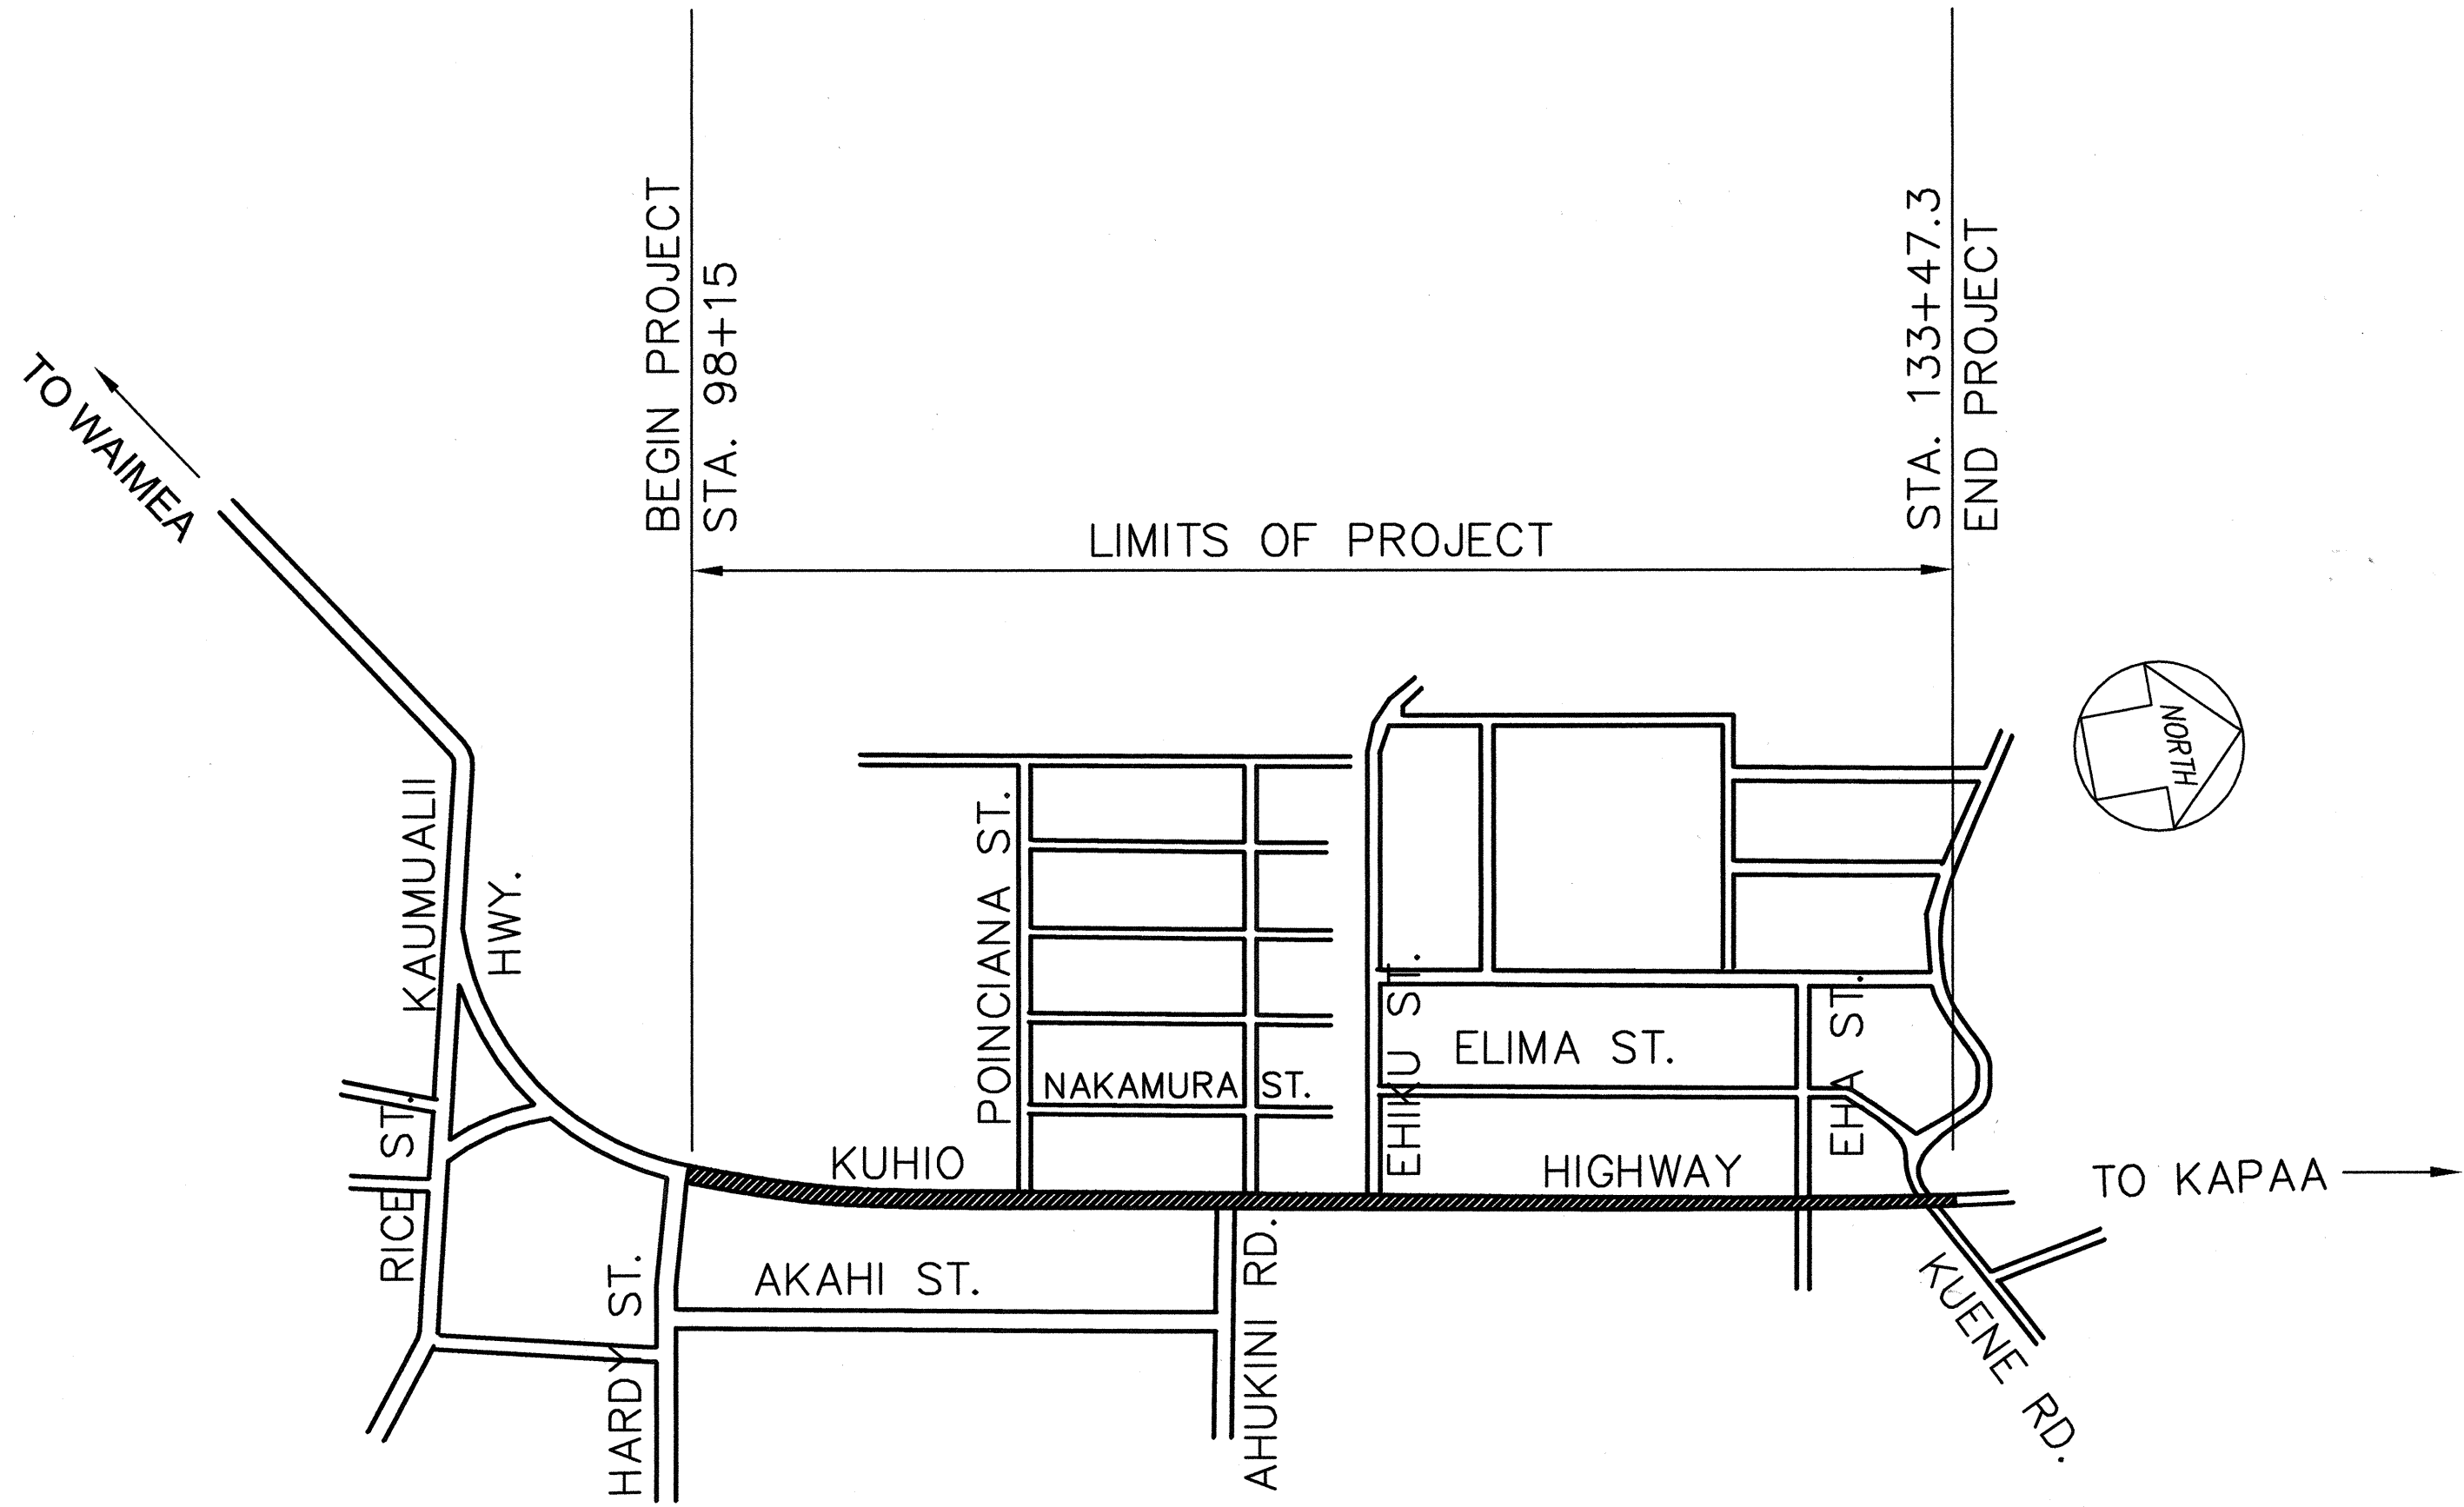 BEGIN PROJECT
STA. 98+15
STA. 133+47.3
END PROJECT
LIMITS OF PROJECT
TO WAIMEA
NORTH
KAUMUALII
HWY.
POINCIANA ST.
EHIKU ST.
ELIMA ST.
EHA ST.
NAKAMURA ST.
RICE ST.
KUHIO
HIGHWAY
TO KAPAA
HARDY ST.
AKAHI ST.
AHUKINI RD.
KUENE RD.